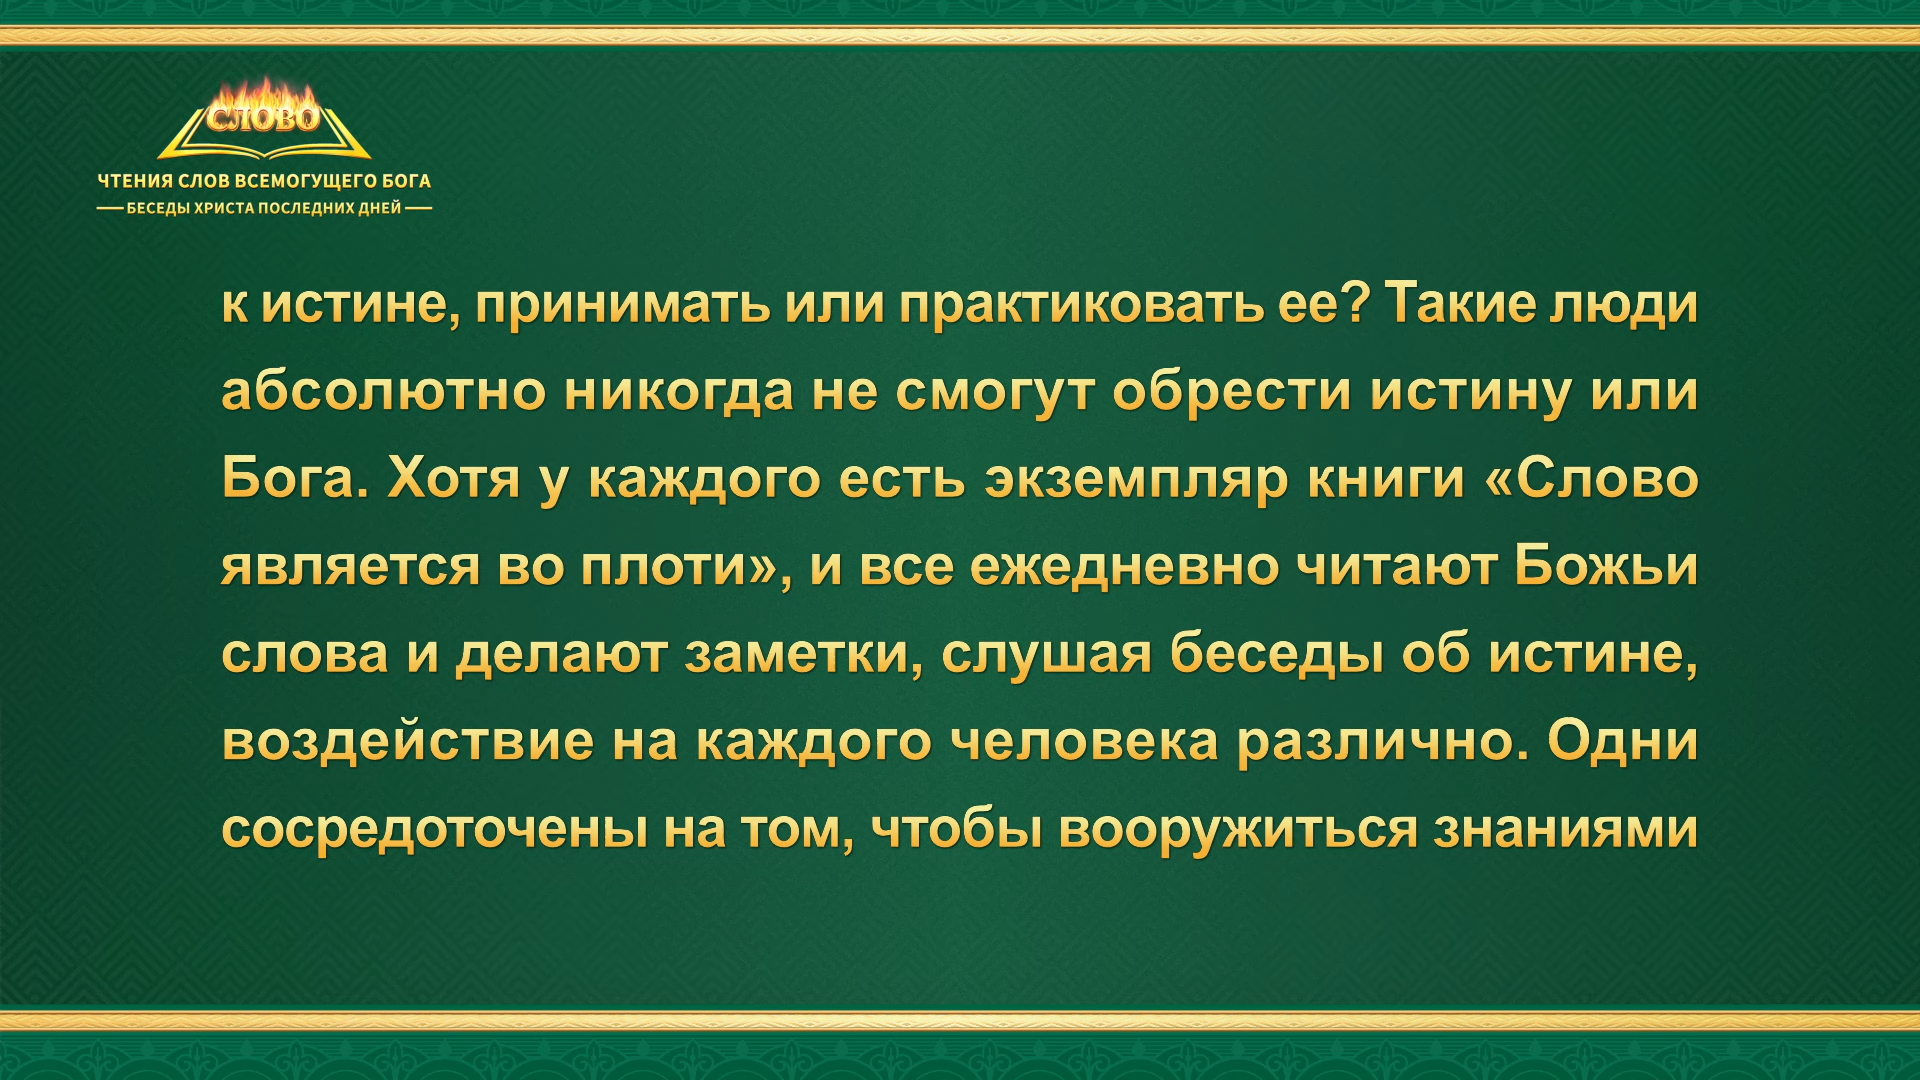 СЛОВО
ЧТЕНИЯ СЛОВ ВСЕМОГУЩЕГО БОГА
БЕСЕДЫ ХРИСТА ПОСЛЕДНИХ ДНЕЙ
к истине, принимать или практиковать ее? Такие люди
абсолютно никогда не смогут обрести истину или
Бога. Хотя у каждого есть экземпляр книги «Слово
является во плоти», и все ежедневно читают Божьи
слова и делают заметки, слушая беседы об истине,
воздействие на каждого человека различно. Одни
сосредоточены на том, чтобы вооружиться знаниями